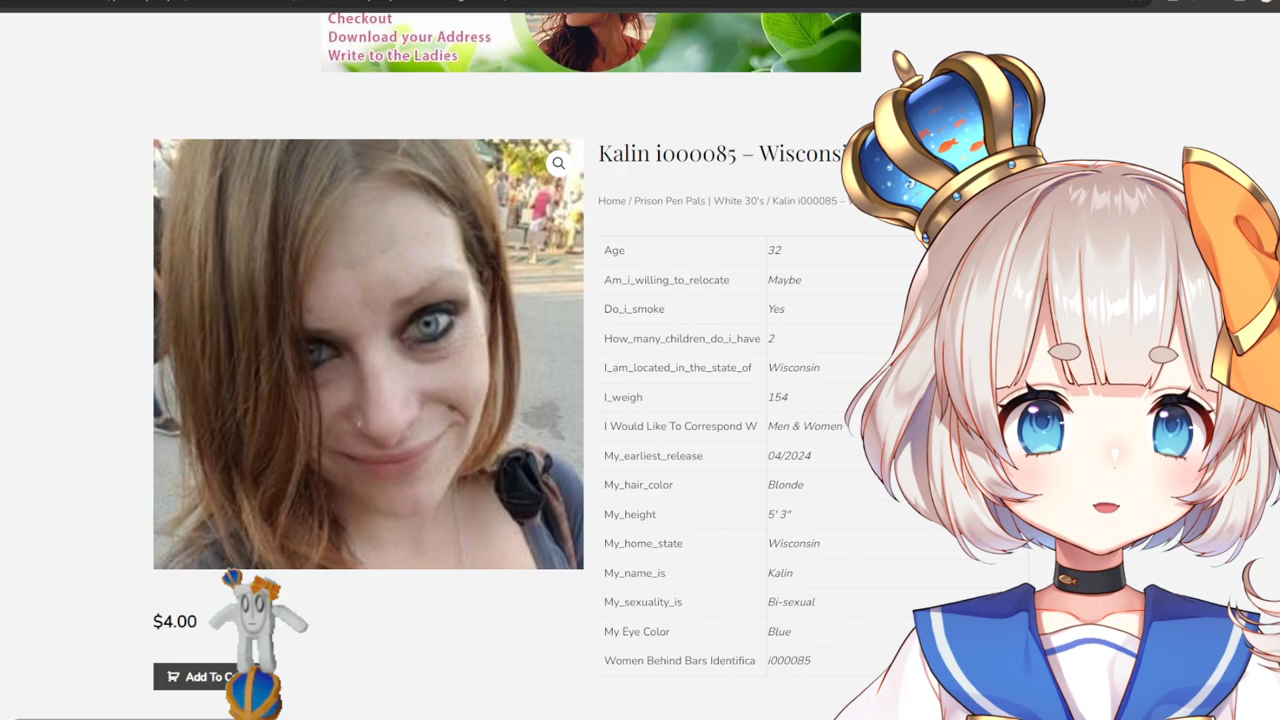 Checkout
Download your Address
Write to the Ladies
Kalin i000085 – Wisconsi
Home / Prison Pen Pals | White 30's / Kalin i000085 –
Age 32
Am_i_willing_to_relocate Maybe
Do_i_smoke Yes
How_many_children_do_i_have 2
I_am_located_in_the_state_of Wisconsin
I_weigh 154
I Would Like To Correspond W Men & Women
My_earliest_release 04/2024
My_hair_color Blonde
My_height 5' 3"
My_home_state Wisconsin
My_name_is Kalin
My_sexuality_is Bi-sexual
My Eye Color Blue
Women Behind Bars Identifica i000085
$4.00
Add To C